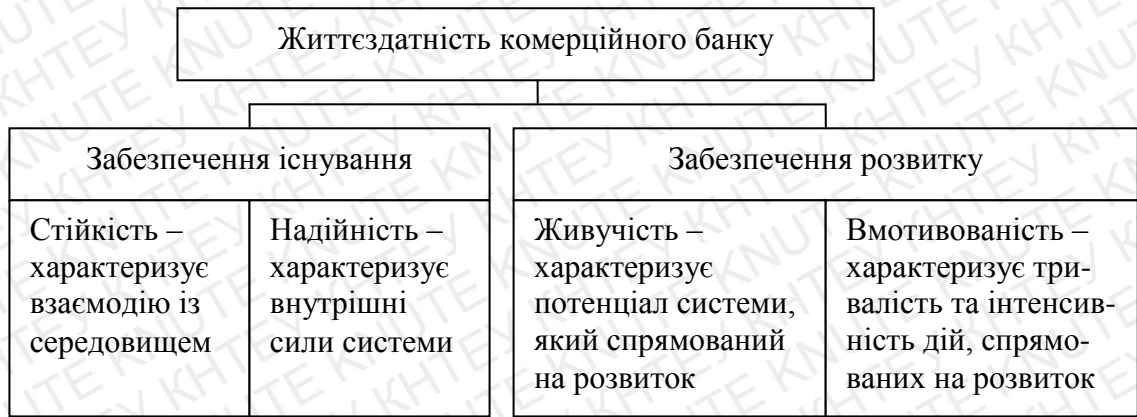 Життєздатність комерційного банку
Забезпечення існування
Стійкість –
характеризує
взаємодію із
середовищем
Надійність –
характеризує
внутрішні
сили системи
Забезпечення розвитку
Живучість –
характеризує
потенціал системи,
який спрямований
на розвиток
Вмотивованість –
характеризує три-
валість та інтенсив-
ність дій, спрямо-
ваних на розвиток